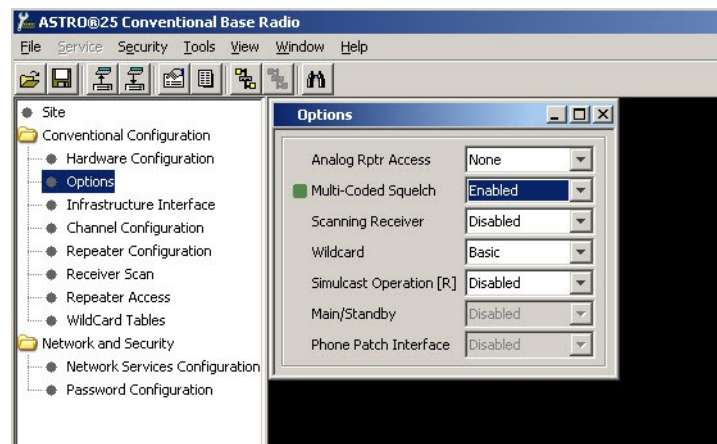 ASTRO®25 Conventional Base Radio
File Service Security Tools View Window Help
Site
Conventional Configuration
Hardware Configuration
Options
Infrastructure Interface
Channel Configuration
Repeater Configuration
Receiver Scan
Repeater Access
WildCard Tables
Network and Security
Network Services Configuration
Password Configuration
Options
Analog Rptr Access None
Multi-Coded Squelch Enabled
Scanning Receiver Disabled
Wildcard Basic
Simulcast Operation [R] Disabled
Main/Standby Disabled
Phone Patch Interface Disabled